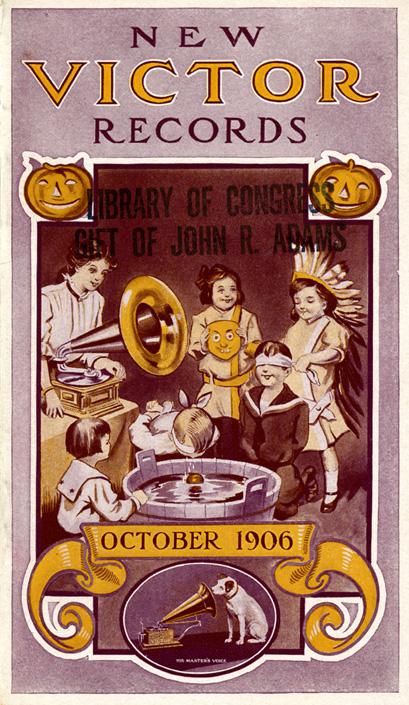 NEW
VICTOR
RECORDS
LIBRARY OF CONGRESS
GIFT OF JOHN R. ADAMS
OCTOBER 1906
HIS MASTER'S VOICE